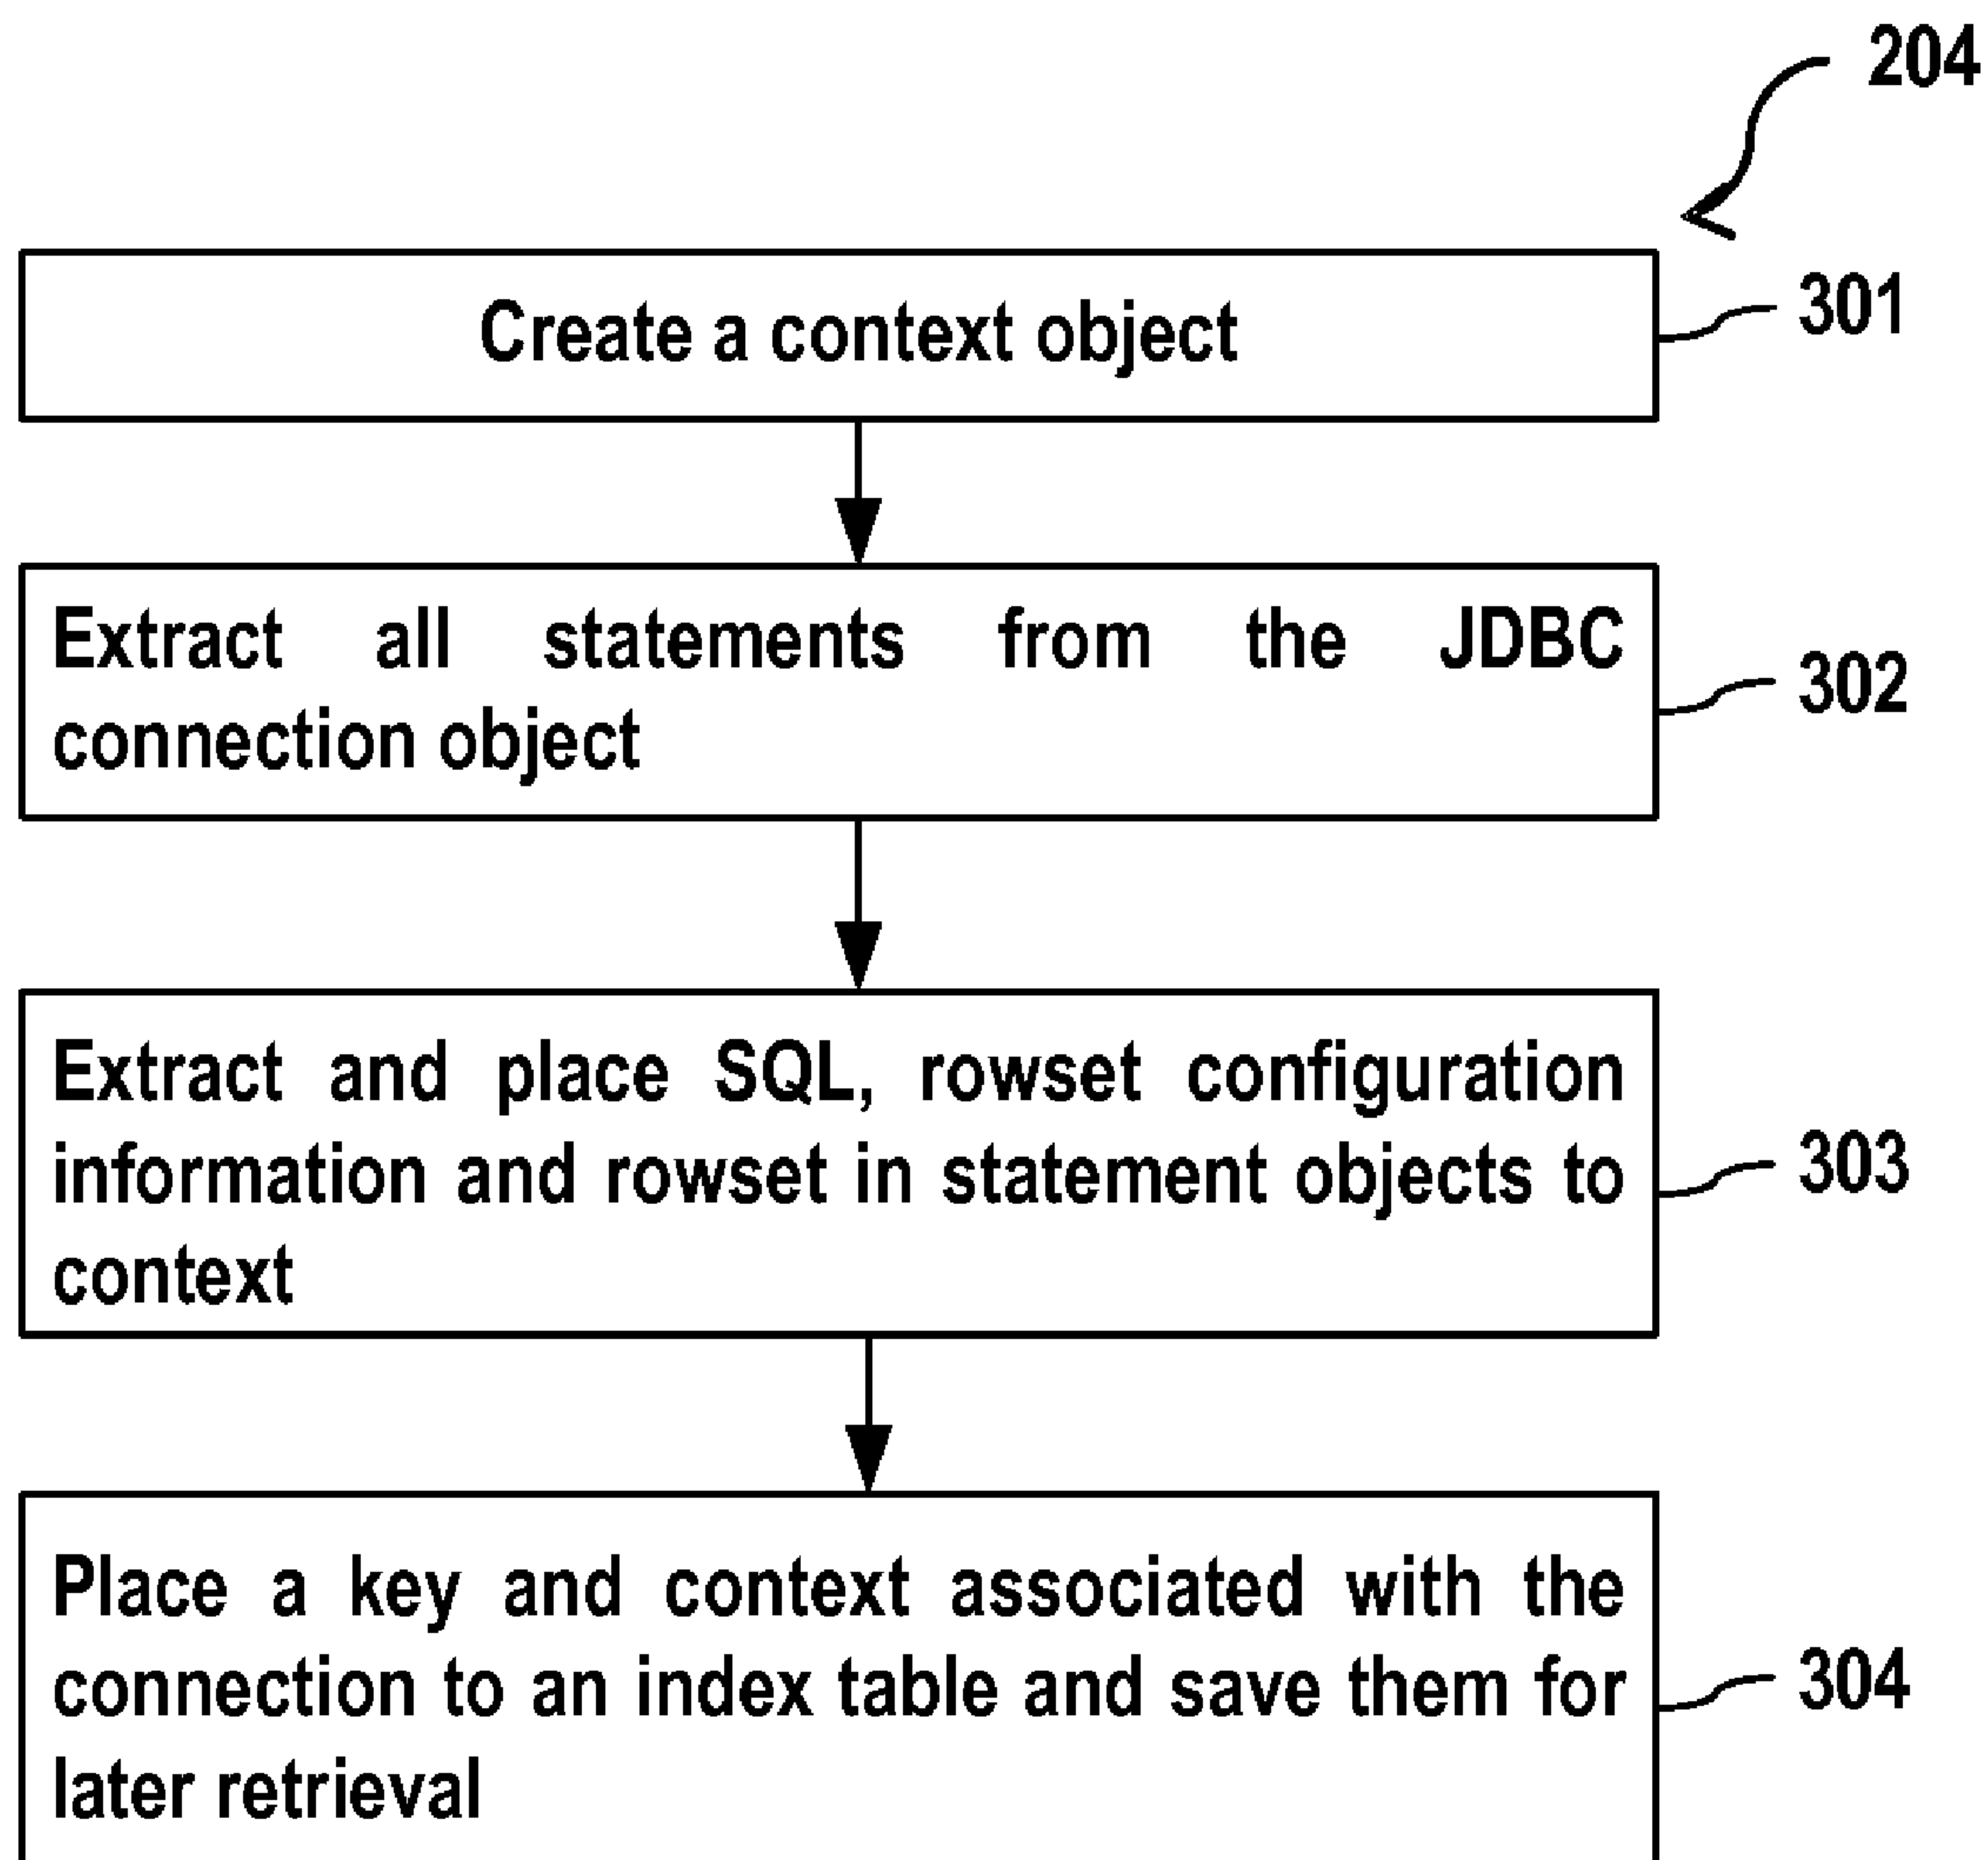 204
Create a context object
301
Extract all statements from the JDBC
connection object
302
Extract and place SQL, rowset configuration
information and rowset in statement objects to
context
303
Place a key and context associated with the
connection to an index table and save them for
later retrieval
304